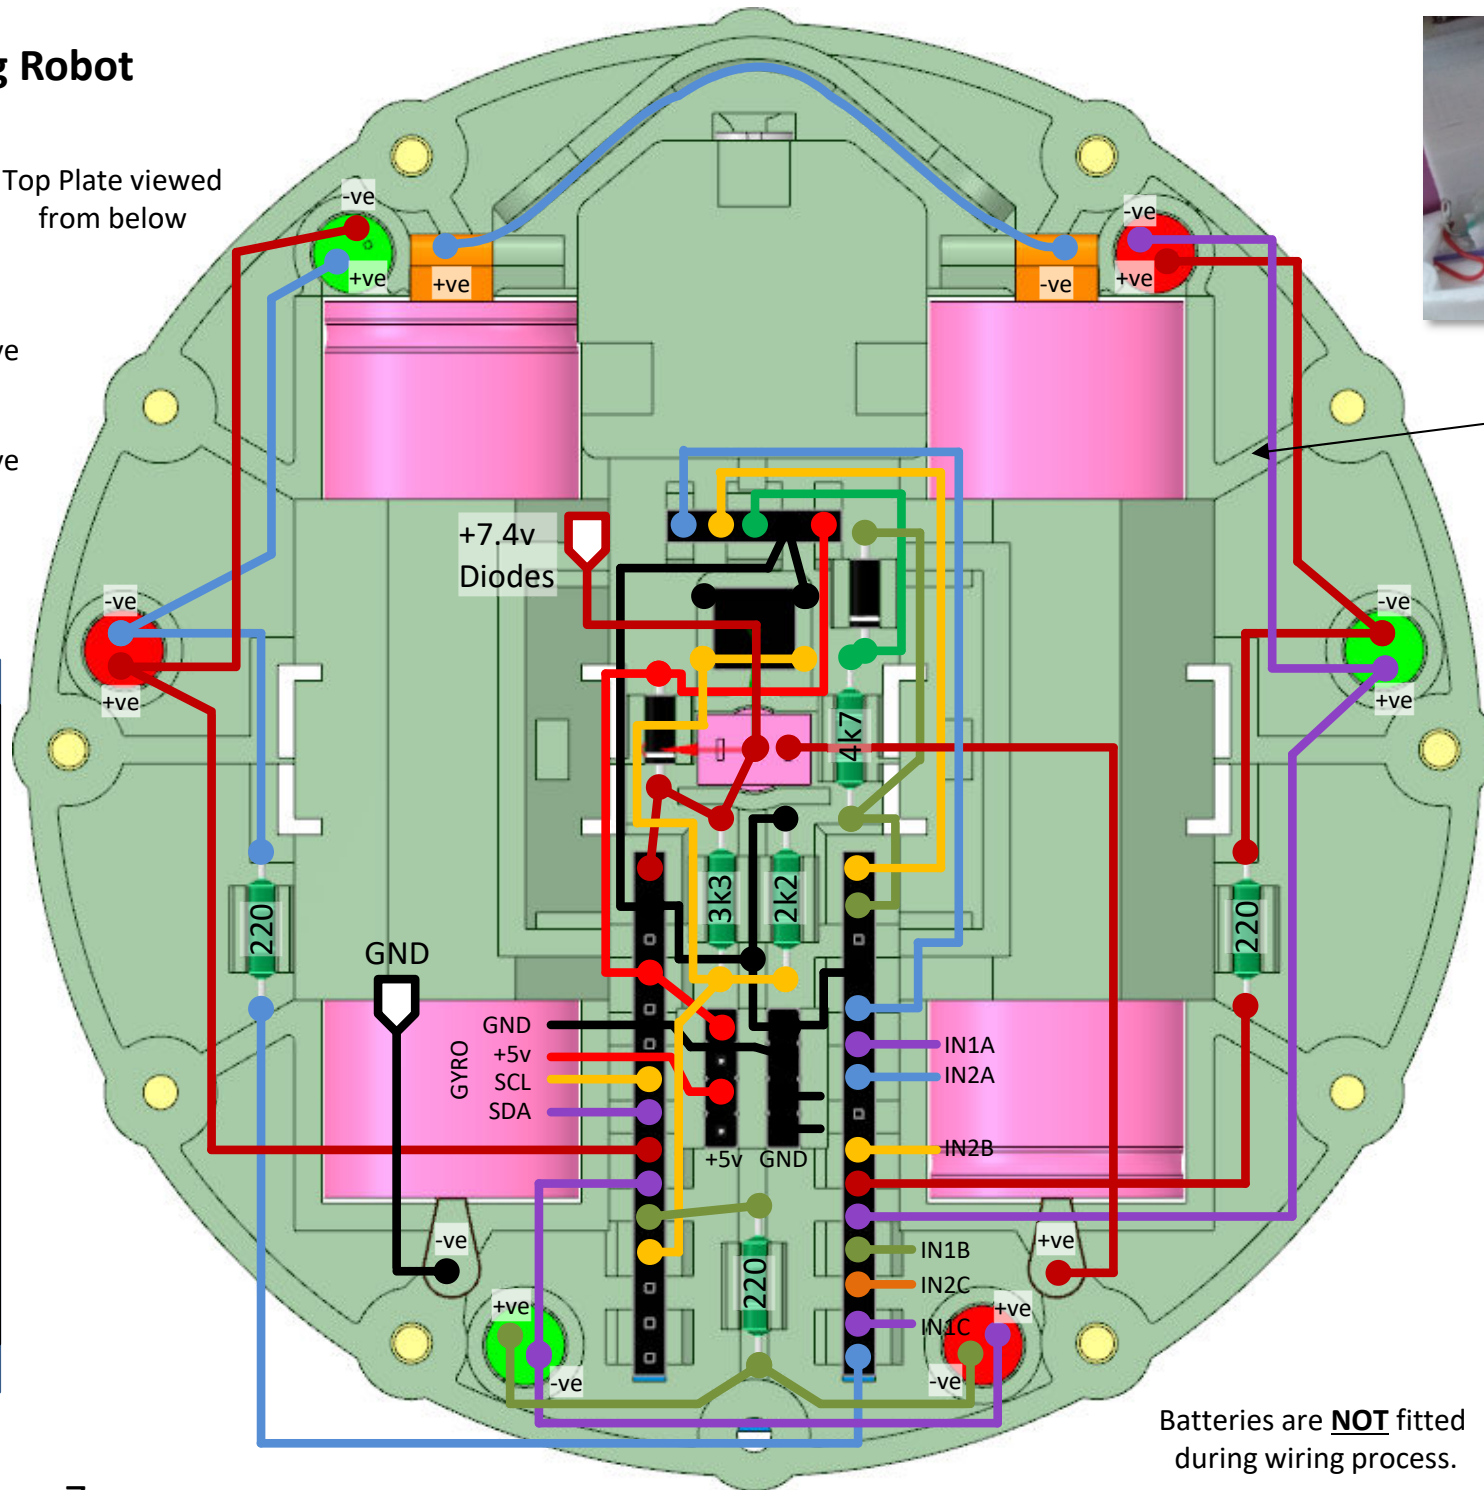 g Robot
Top Plate viewed
from below
-ve
+ve
+ve
-ve
-ve
+ve
ve
ve
+7.4v
Diodes
-ve
+ve
-ve
+ve
4k7
3k3
2k2
220
220
GND
GYRO
GND
+5v
SCL
SDA
IN1A
IN2A
IN2B
+5v
GND
IN1B
IN2C
IN1C
-ve
+ve
220
+ve
-ve
+ve
-ve
Batteries are NOT fitted
during wiring process.